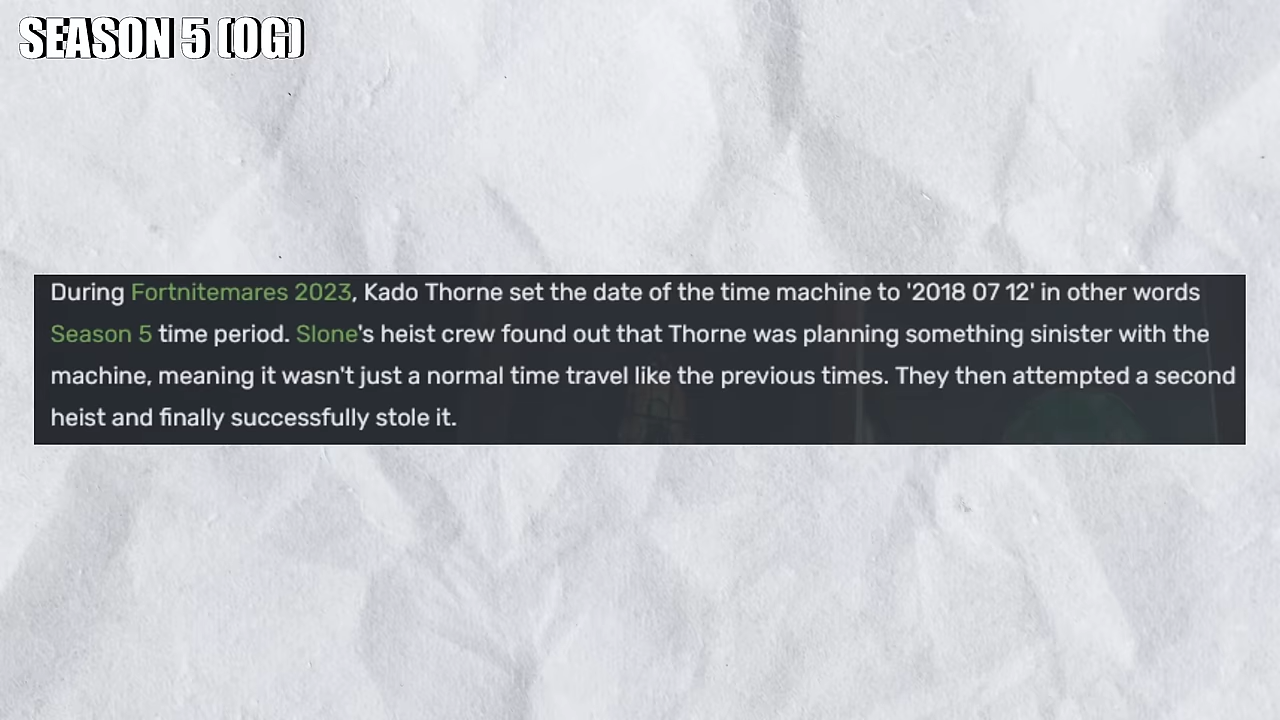 SEASON 5 (OG)
During Fortnitemares 2023, Kado Thorne set the date of the time machine to '2018 07 12' in other words
Season 5 time period. Slone's heist crew found out that Thorne was planning something sinister with the
machine, meaning it wasn't just a normal time travel like the previous times. They then attempted a second
heist and finally successfully stole it.